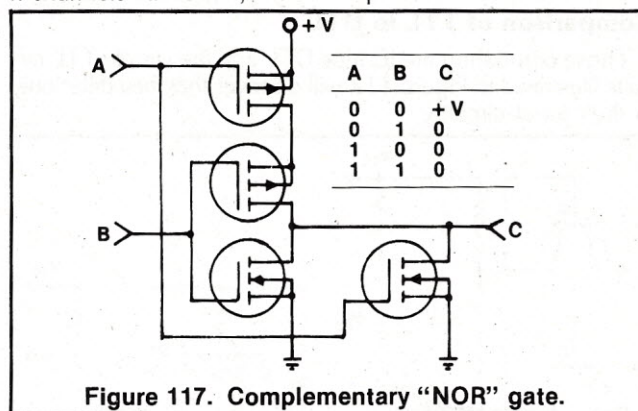 + V
A
A B C
0 0 + V
0 1 0
1 0 0
1 1 0
B
C
Figure 117. Complementary “NOR” gate.